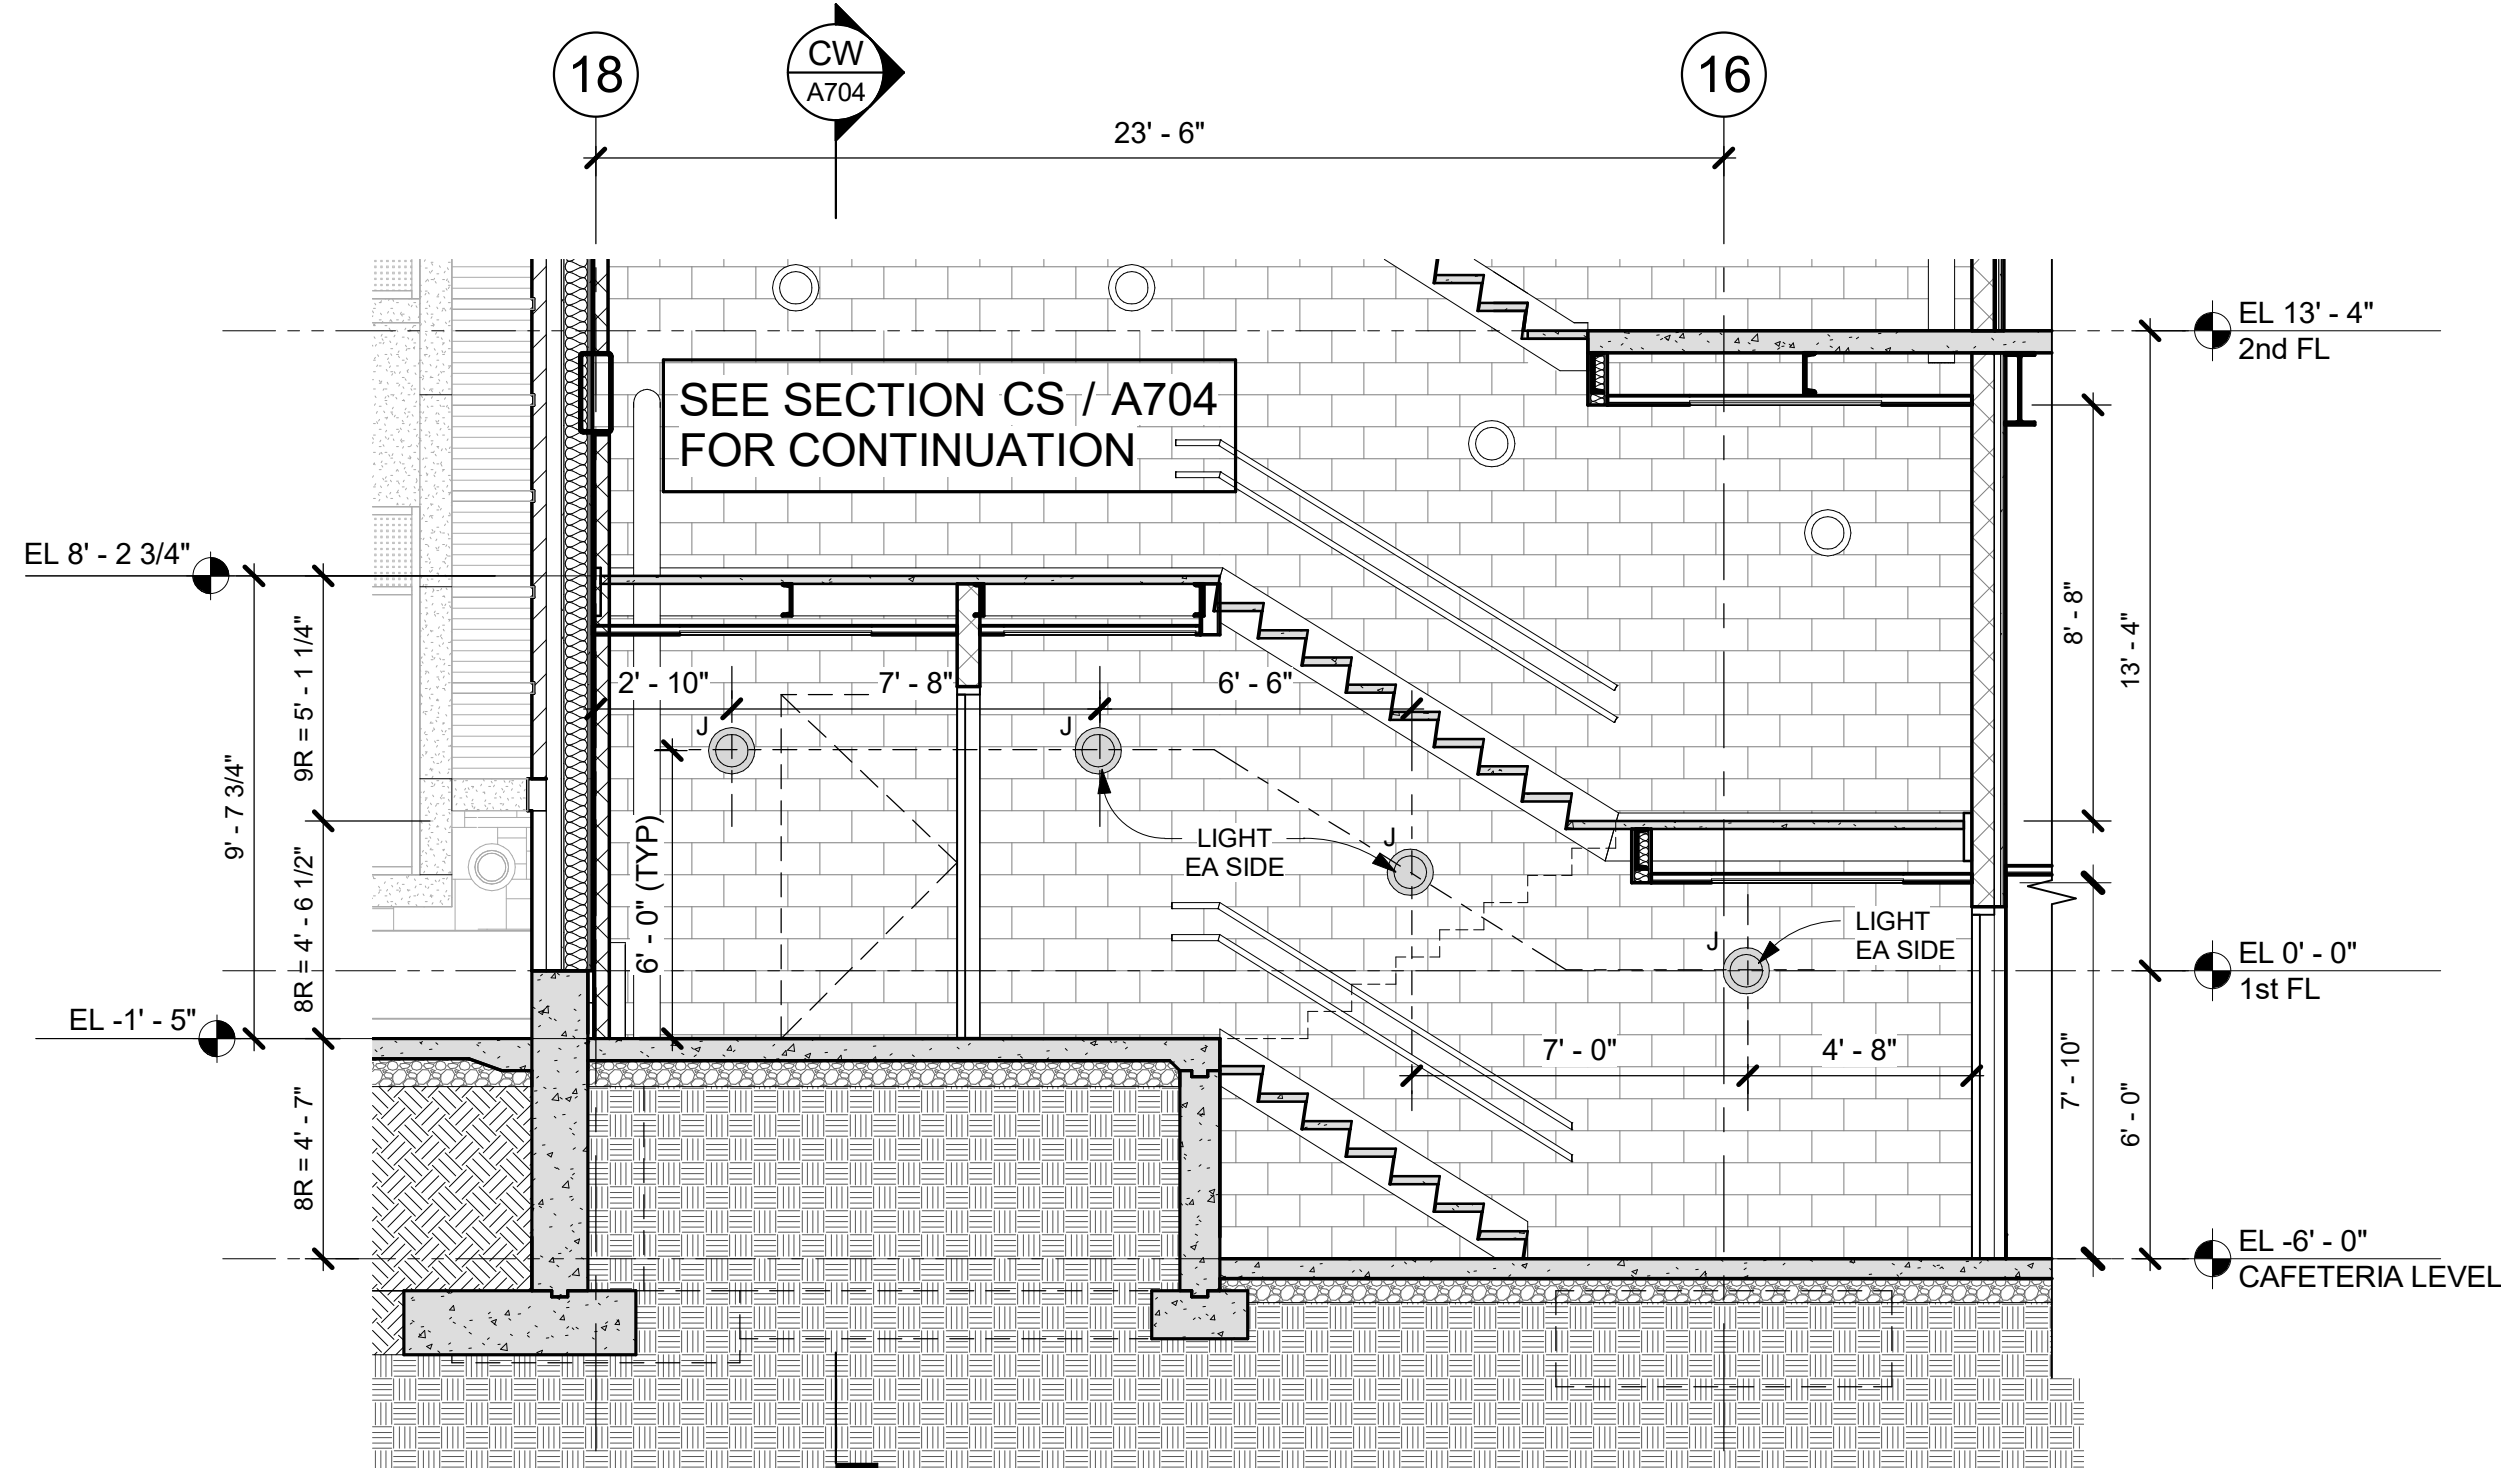 18
CW
A704
16
23' - 6"
EL 13' - 4"
2nd FL
SEE SECTION CS / A704
FOR CONTINUATION
EL 8' - 2 3/4"
9R = 5' - 1 1/4"
8' - 8"
13' - 4"
2' - 10"
7' - 8"
6' - 6"
J
J
9' - 7 3/4"
LIGHT
EA SIDE
J
6' - 0" (TYP)
8R = 4' - 6 1/2"
LIGHT
EA SIDE
J
EL 0' - 0"
1st FL
EL -1' - 5"
7' - 0"
4' - 8"
7' - 10"
6' - 0"
8R = 4' - 7"
EL -6' - 0"
CAFETERIA LEVEL